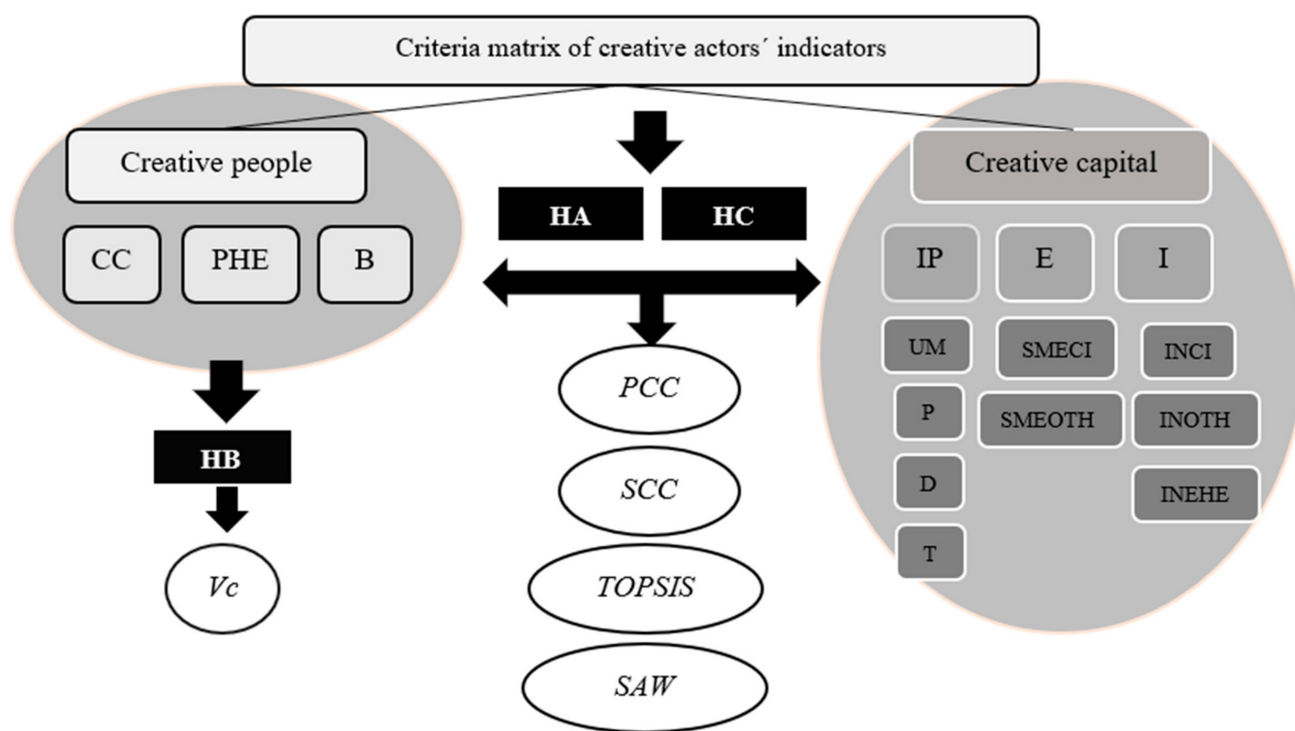 Criteria matrix of creative actors´ indicators
Creative people
CC
PHE
B
HB
Vc
HA
HC
PCC
SCC
TOPSIS
SAW
Creative capital
IP
E
I
UM
SMECI
INCI
P
SMEOTH
INOTH
D
INEHE
T